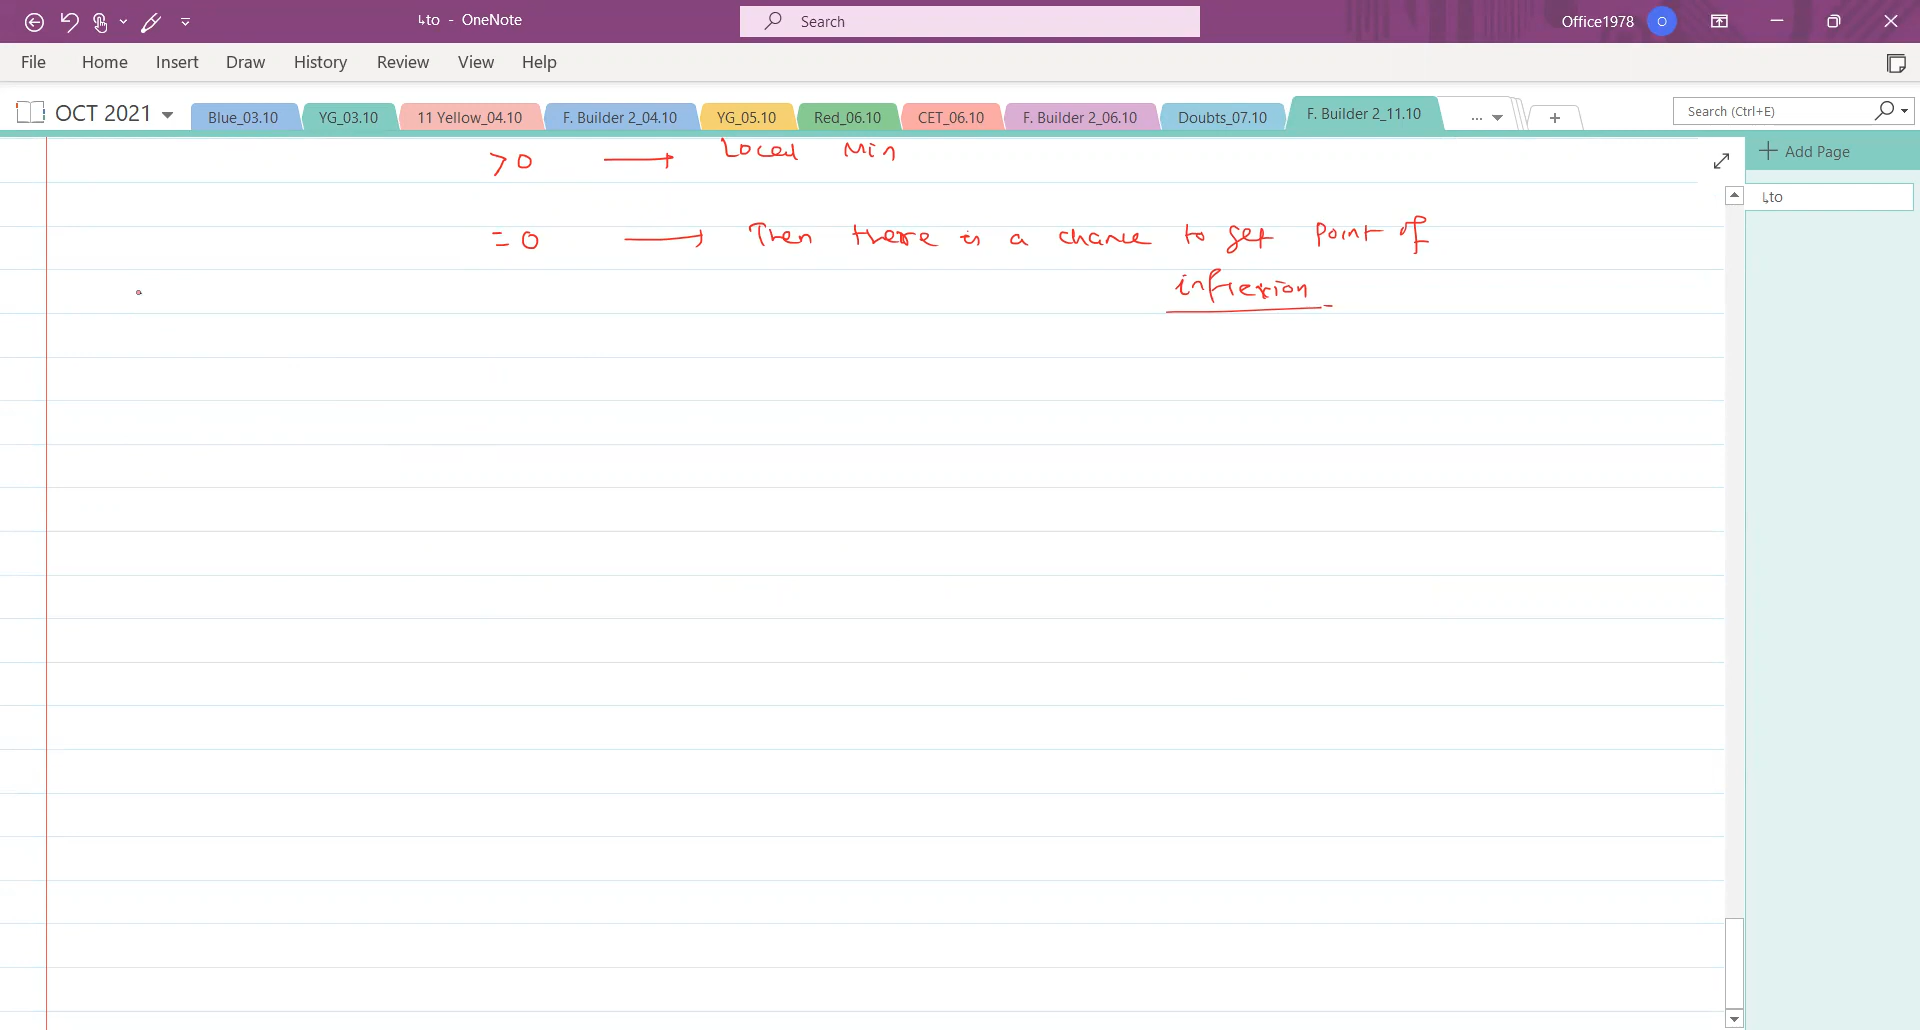 ↳to - OneNote
Search
Office1978
O
File Home Insert Draw History Review View Help
OCT 2021
Blue_03.10
YG_03.10
11 Yellow_04.10
F. Builder 2_04.10
YG_05.10
Red_06.10
CET_06.10
F. Builder 2_06.10
Doubts_07.10
F. Builder 2_11.10
...
Search (Ctrl+E)
Add Page
↳to
>0 → Local Min
=0 → Then there is a chance to get Point of
inflexion